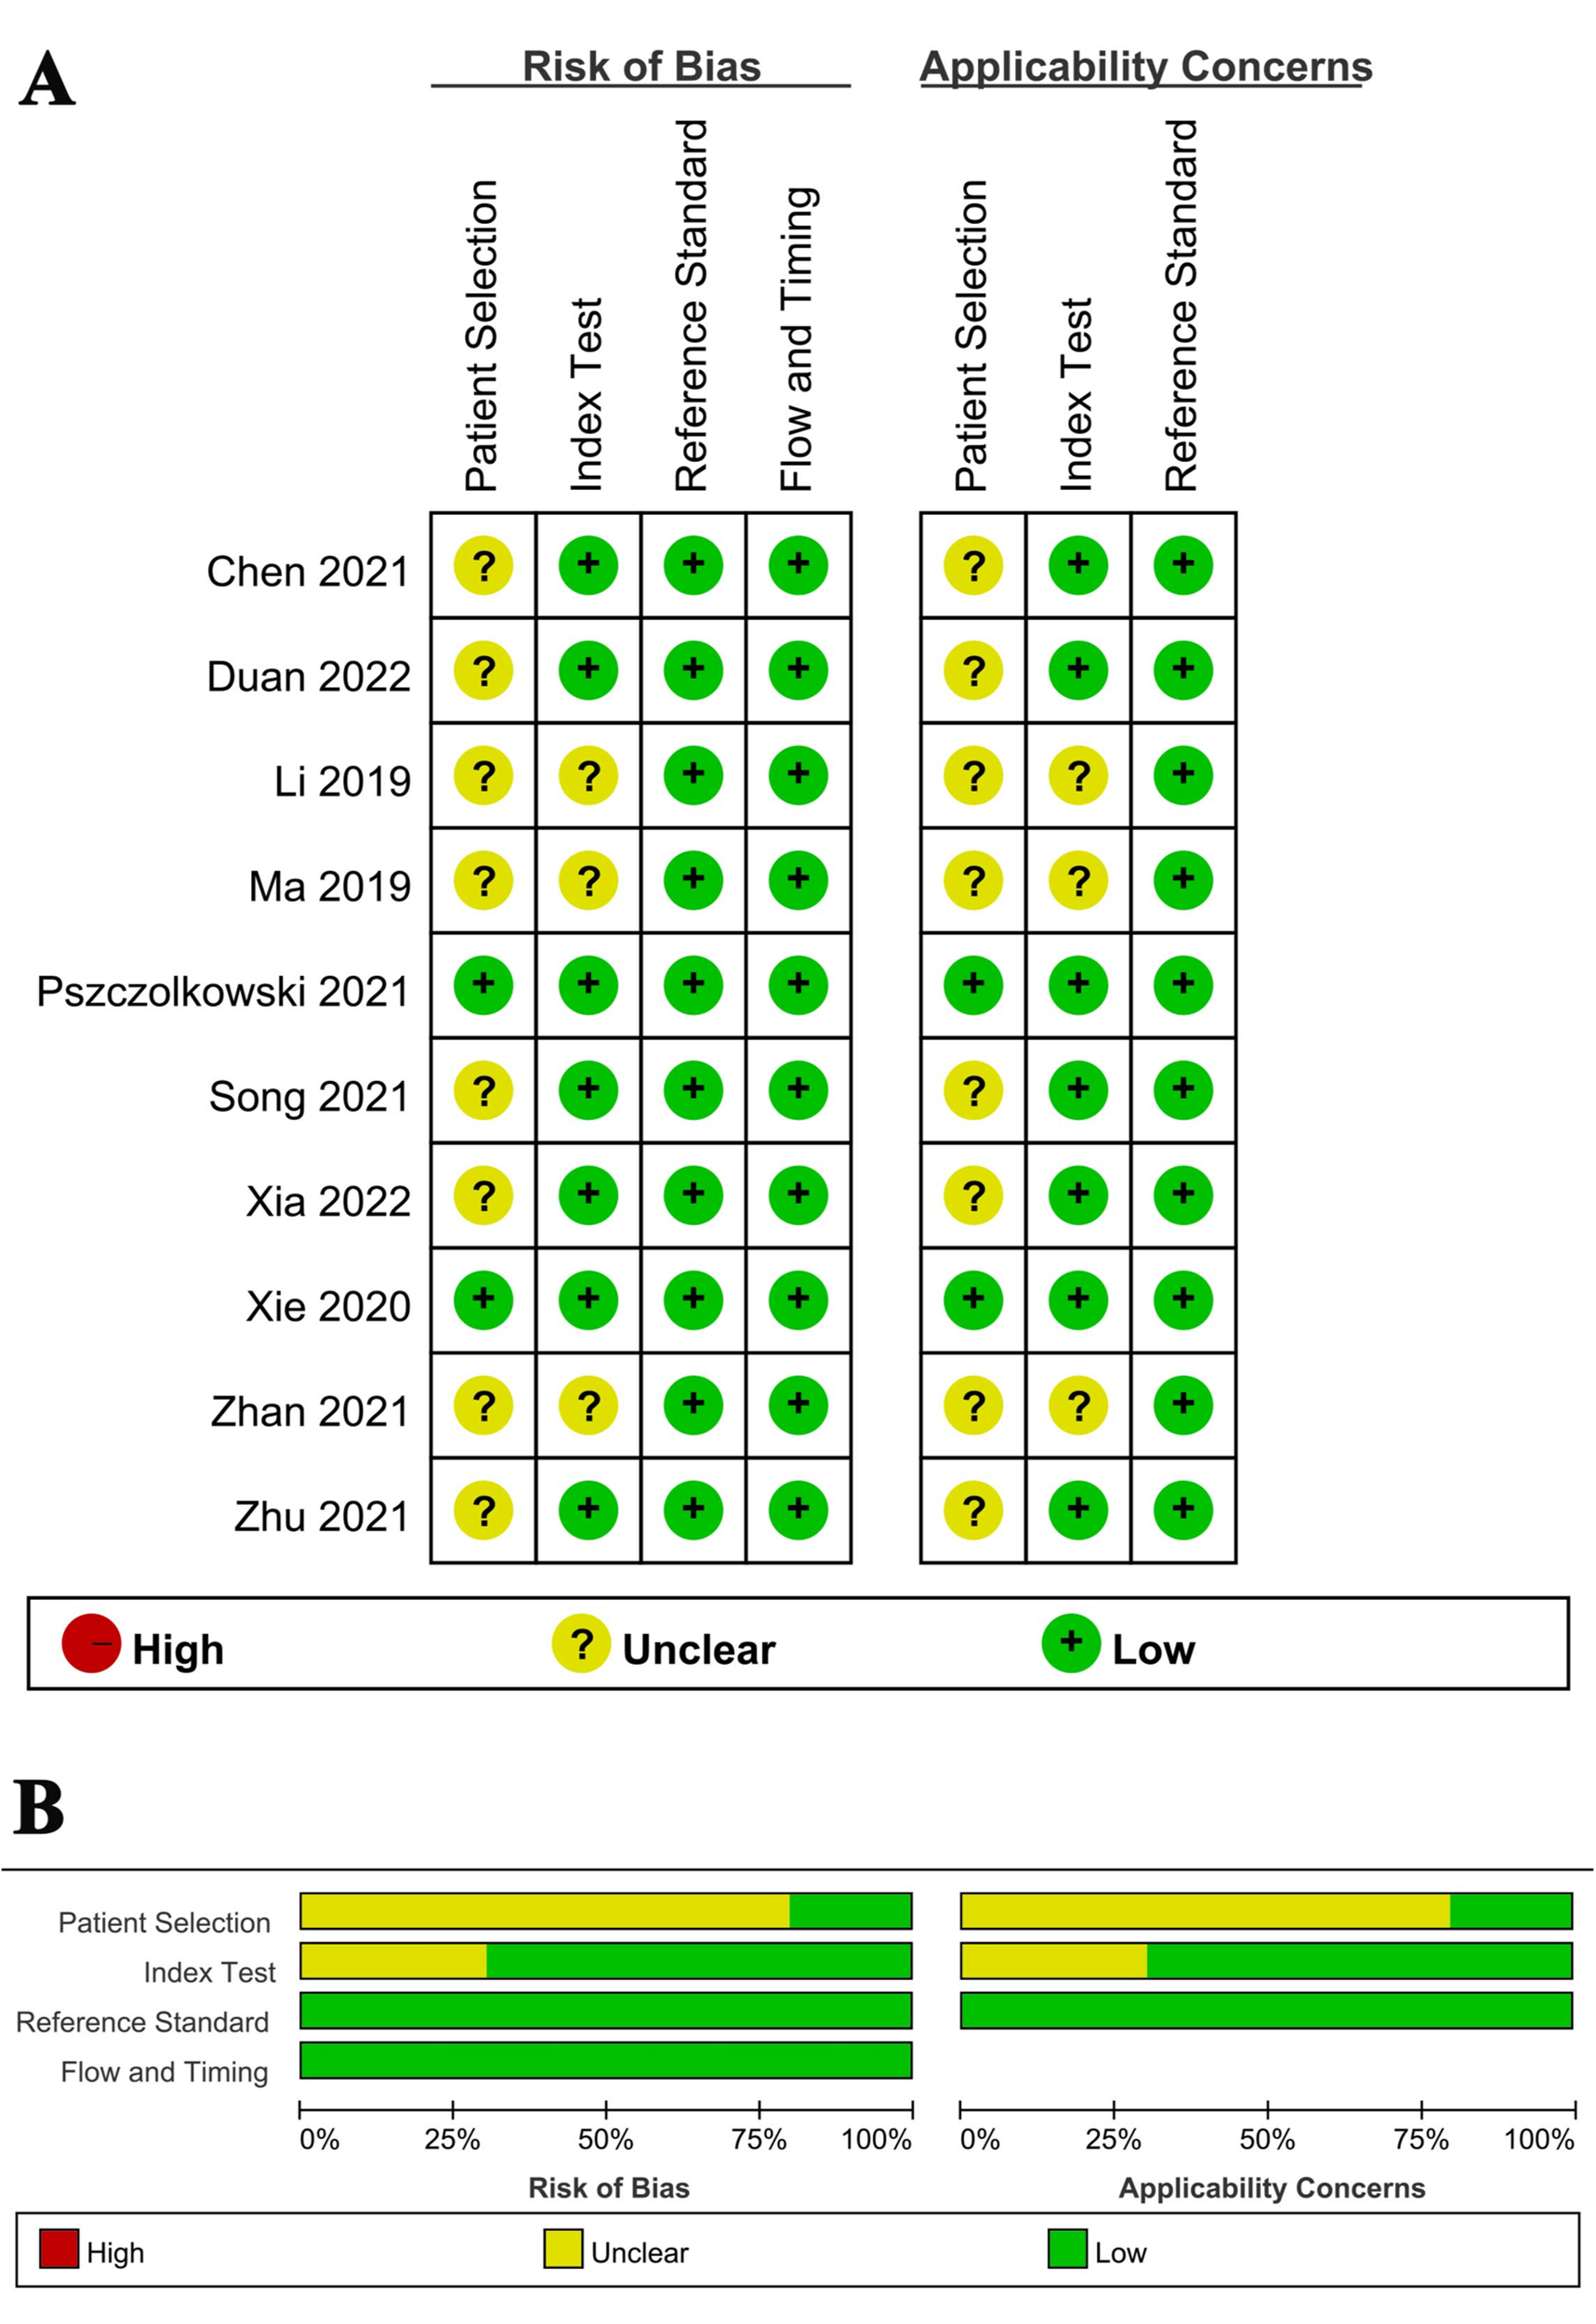 A
Risk of Bias
Applicability Concerns
Patient Selection
Index Test
Reference Standard
Flow and Timing
Patient Selection
Index Test
Reference Standard
Chen 2021 ? + + + ? + +
Duan 2022 ? + + + ? + +
Li 2019 ? ? + + ? ? +
Ma 2019 ? ? + + ? ? +
Pszczolkowski 2021 + + + + + + +
Song 2021 ? + + + ? + +
Xia 2022 ? + + + ? + +
Xie 2020 + + + + + + +
Zhan 2021 ? ? + + ? ? +
Zhu 2021 ? + + + ? + +
– High ? Unclear + Low
B
Patient Selection
Index Test
Reference Standard
Flow and Timing
0% 25% 50% 75% 100% 0% 25% 50% 75% 100%
Risk of Bias
Applicability Concerns
High Unclear Low